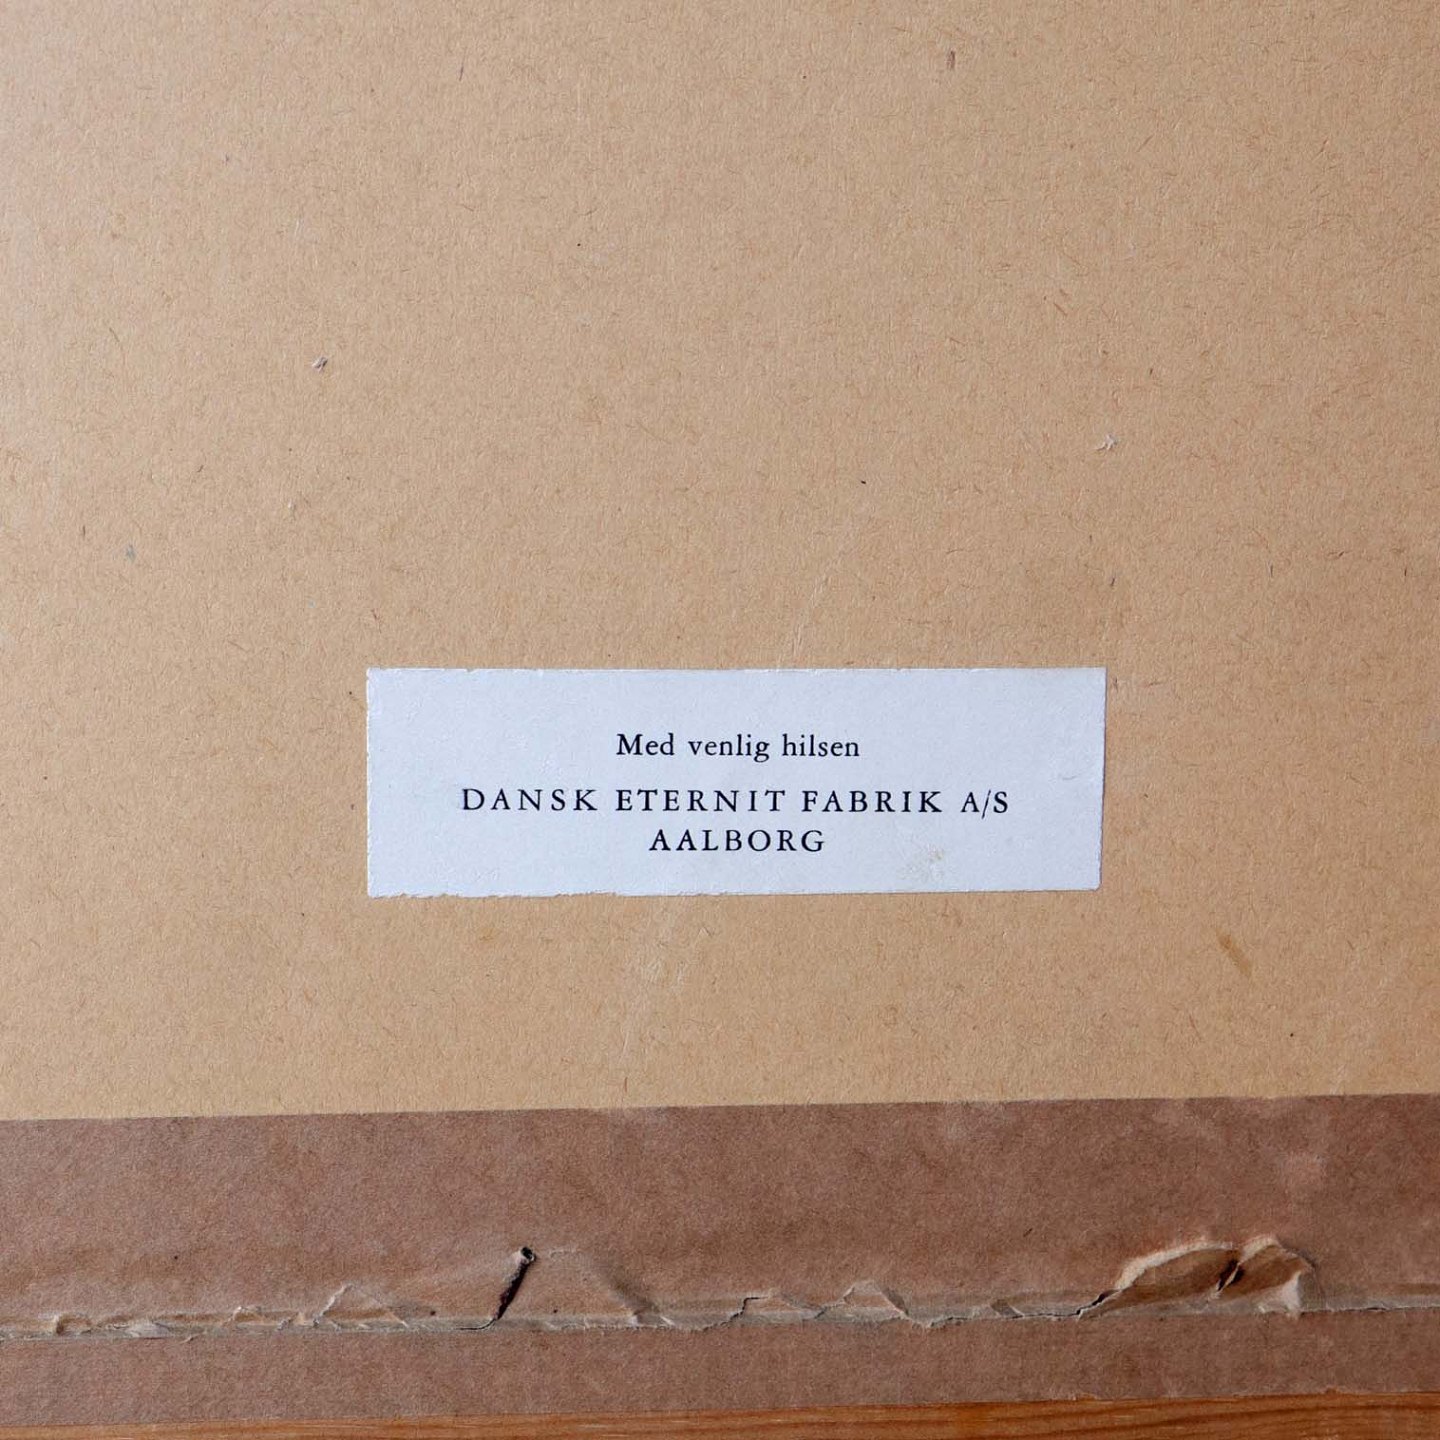 Med venlig hilsen
DANSK ETERNIT FABRIK A/S
AALBORG